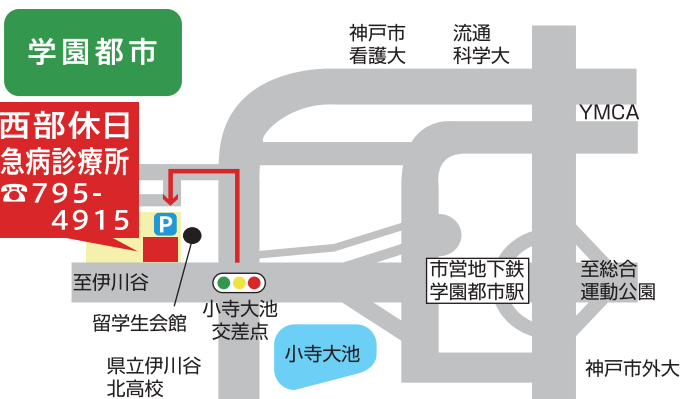 学園都市
神戸市
看護大
流通
科学大
YMCA
西部休日
急病診療所
☎795-
4915
P
至伊川谷
市営地下鉄
学園都市駅
至総合
運動公園
留学生会館
小寺大池
交差点
小寺大池
県立伊川谷
北高校
神戸市外大